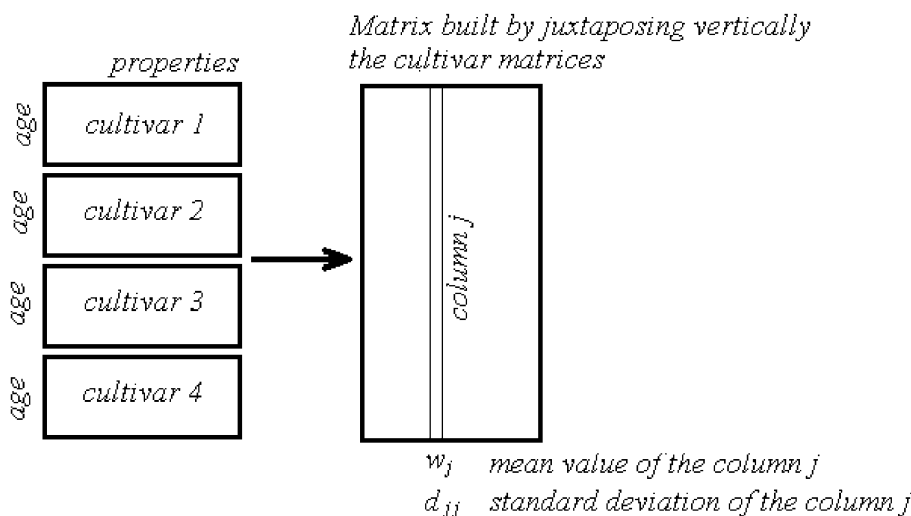 Matrix built by juxtaposing vertically
the cultivar matrices
properties
age
cultivar 1
age
cultivar 2
age
cultivar 3
age
cultivar 4
column j
w_j mean value of the column j
d_jj standard deviation of the column j